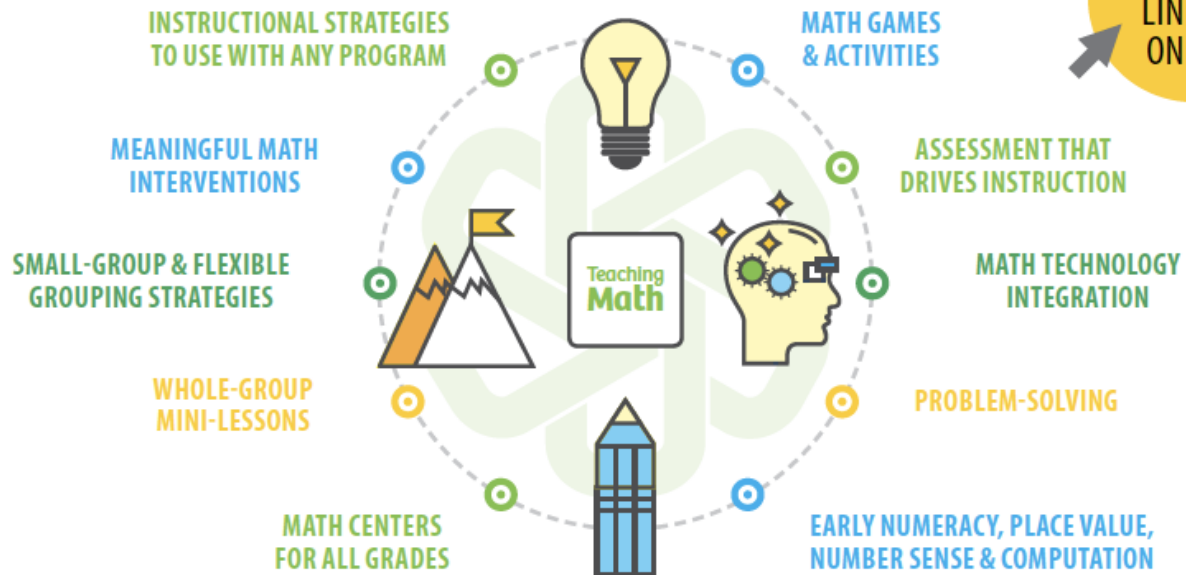 INSTRUCTIONAL STRATEGIES
TO USE WITH ANY PROGRAM
MATH GAMES
& ACTIVITIES
LIN
ON
MEANINGFUL MATH
INTERVENTIONS
ASSESSMENT THAT
DRIVES INSTRUCTION
SMALL-GROUP & FLEXIBLE
GROUPING STRATEGIES
Teaching
Math
MATH TECHNOLOGY
INTEGRATION
WHOLE-GROUP
MINI-LESSONS
PROBLEM-SOLVING
MATH CENTERS
FOR ALL GRADES
EARLY NUMERACY, PLACE VALUE,
NUMBER SENSE & COMPUTATION